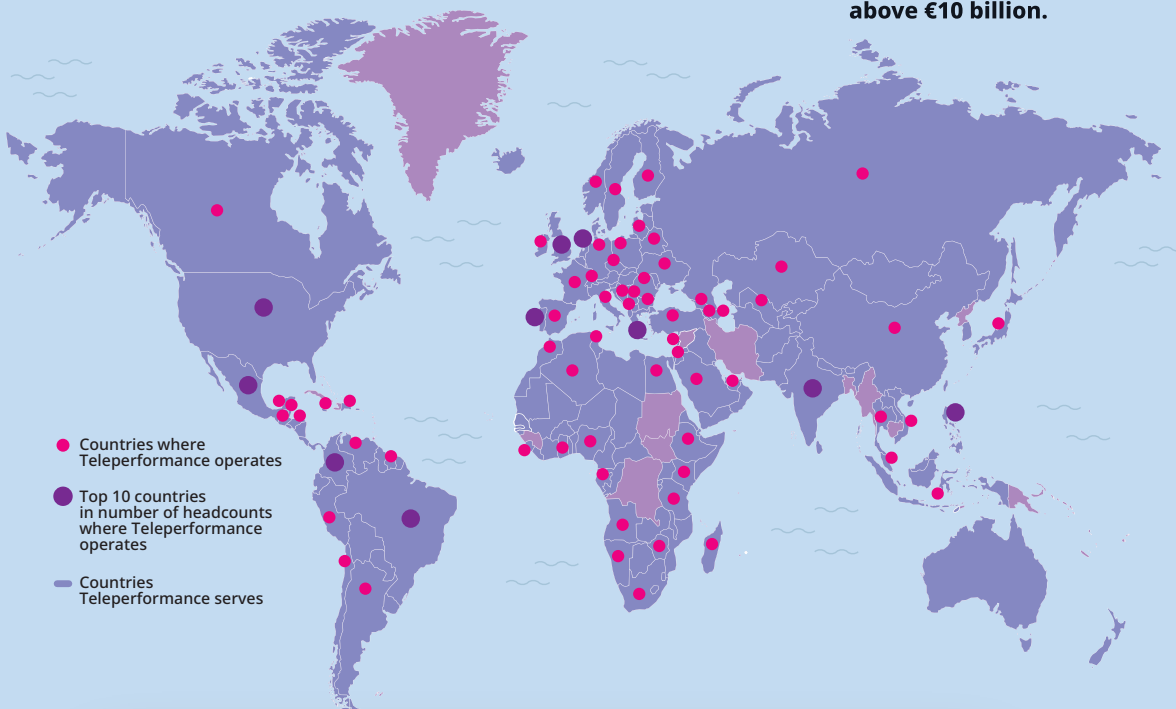 above €10 billion.
Countries where
Teleperformance operates
Top 10 countries
in number of headcounts
where Teleperformance
operates
Countries
Teleperformance serves